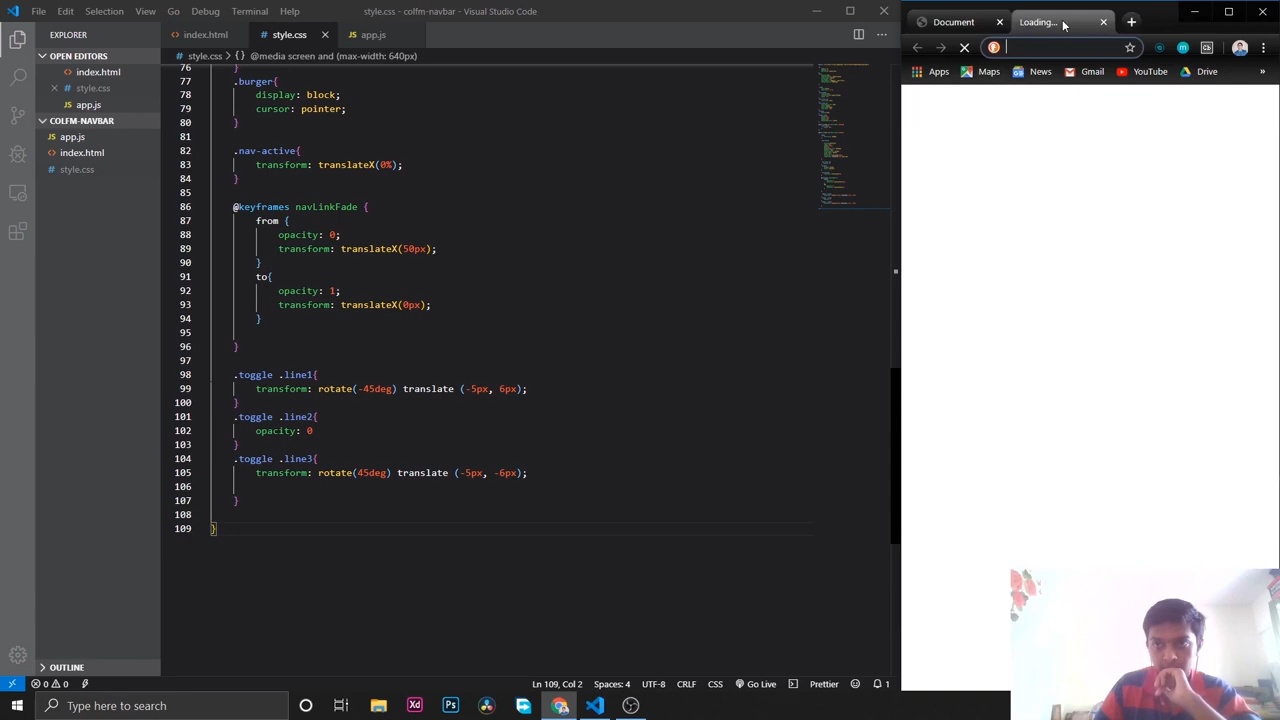 File Edit Selection View Go Debug Terminal Help
style.css - colfm-navbar - Visual Studio Code
Document
Loading...
EXPLORER
index.html
style.css
app.js
OPEN EDITORS
index.html
style.css
app.js
COLFM-NAVBAR
app.js
index.html
style.css
OUTLINE
style.css > {} @media screen and (max-width: 640px)
76 }
77 .burger{
78 display: block;
79 cursor: pointer;
80 }
81
82 .nav-active{
83 transform: translateX(0%);
84 }
85
86 @keyframes navLinkFade {
87 from {
88 opacity: 0;
89 transform: translateX(50px);
90 }
91 to{
92 opacity: 1;
93 transform: translateX(0px);
94 }
95
96 }
97
98 .toggle .line1{
99 transform: rotate(-45deg) translate (-5px, 6px);
100 }
101 .toggle .line2{
102 opacity: 0
103 }
104 .toggle .line3{
105 transform: rotate(45deg) translate (-5px, -6px);
106
107 }
108
109 }
Apps Maps News Gmail YouTube Drive
0 0
Ln 109, Col 2 Spaces: 4 UTF-8 CRLF CSS Go Live Prettier 1
Type here to search
Xd Ps